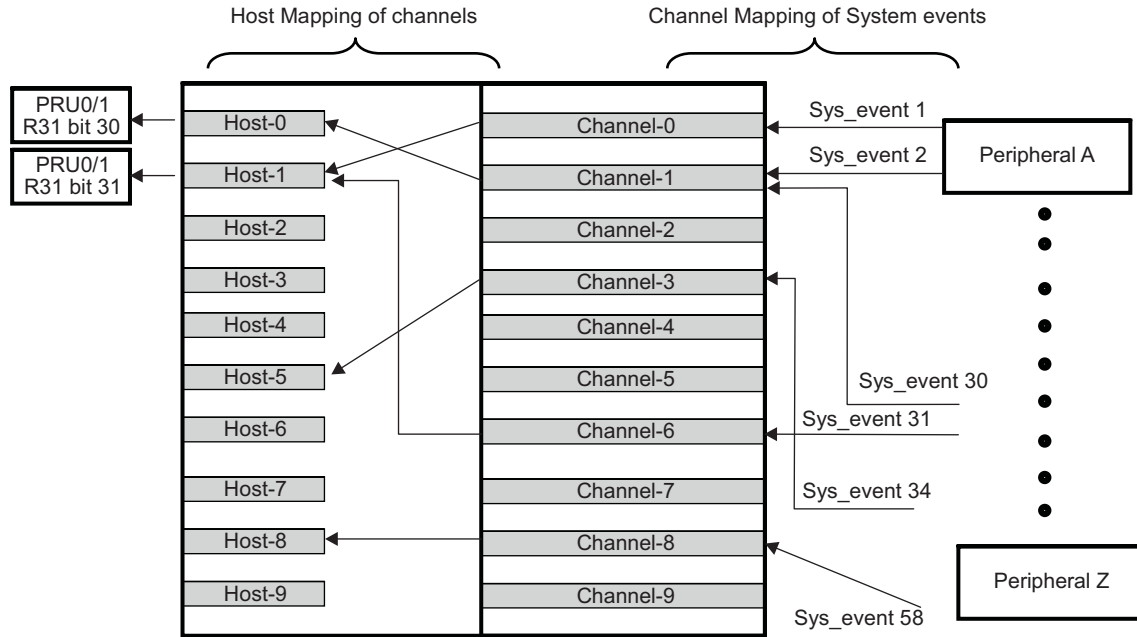 Host Mapping of channels
Channel Mapping of System events
PRU0/1
R31 bit 30
PRU0/1
R31 bit 31
Host-0
Host-1
Host-2
Host-3
Host-4
Host-5
Host-6
Host-7
Host-8
Host-9
Channel-0
Channel-1
Channel-2
Channel-3
Channel-4
Channel-5
Channel-6
Channel-7
Channel-8
Channel-9
Sys_event 1
Sys_event 2
Sys_event 30
Sys_event 31
Sys_event 34
Sys_event 58
Peripheral A
Peripheral Z